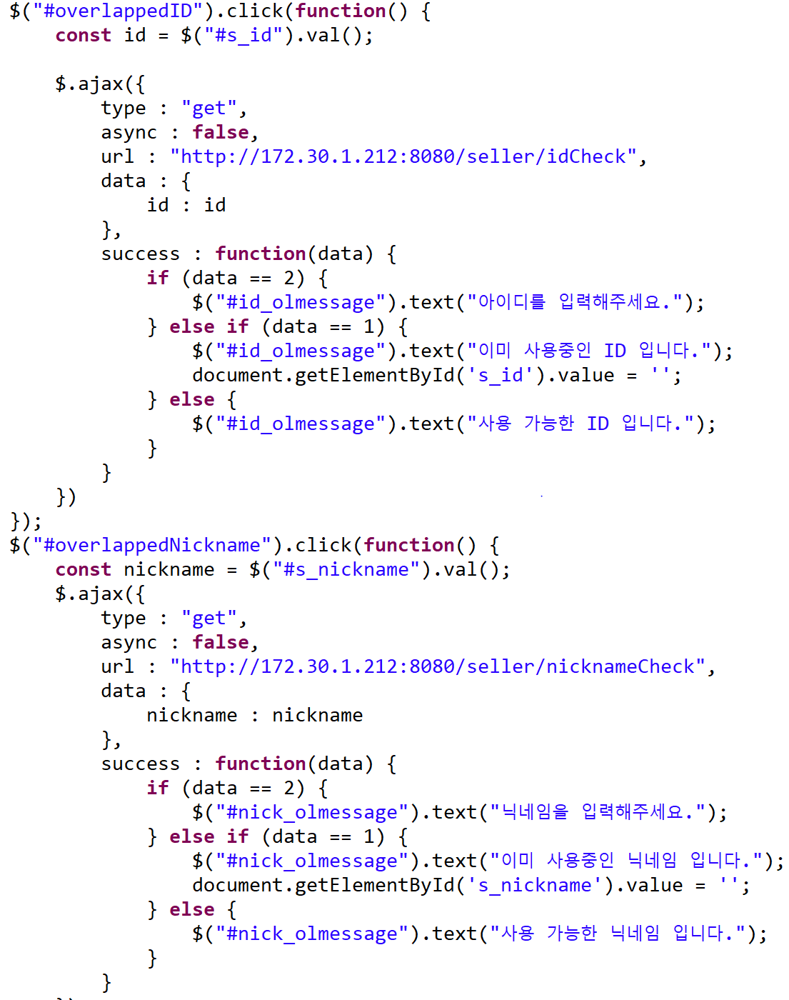 $("#overlappedID").click(function() {
    const id = $("#s_id").val();

    $.ajax({
        type : "get",
        async : false,
        url : "http://172.30.1.212:8080/seller/idCheck",
        data : {
            id : id
        },
        success : function(data) {
            if (data == 2) {
                $("#id_olmessage").text("아이디를 입력해주세요.");
            } else if (data == 1) {
                $("#id_olmessage").text("이미 사용중인 ID 입니다.");
                document.getElementById('s_id').value = '';
            } else {
                $("#id_olmessage").text("사용 가능한 ID 입니다.");
            }
        }
    })
});
$("#overlappedNickname").click(function() {
    const nickname = $("#s_nickname").val();
    $.ajax({
        type : "get",
        async : false,
        url : "http://172.30.1.212:8080/seller/nicknameCheck",
        data : {
            nickname : nickname
        },
        success : function(data) {
            if (data == 2) {
                $("#nick_olmessage").text("닉네임을 입력해주세요.");
            } else if (data == 1) {
                $("#nick_olmessage").text("이미 사용중인 닉네임 입니다.");
                document.getElementById('s_nickname').value = '';
            } else {
                $("#nick_olmessage").text("사용 가능한 닉네임 입니다.");
            }
        }